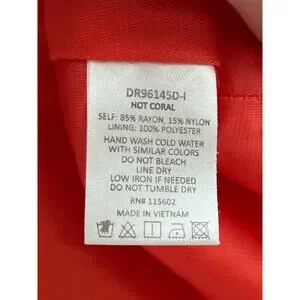 DR96145D-I
HOT CORAL
SELF: 85% RAYON, 15% NYLON
LINING: 100% POLYESTER
HAND WASH COLD WATER
WITH SIMILAR COLORS
DO NOT BLEACH
LINE DRY
LOW IRON IF NEEDED
DO NOT TUMBLE DRY
RN# 115602
MADE IN VIETNAM